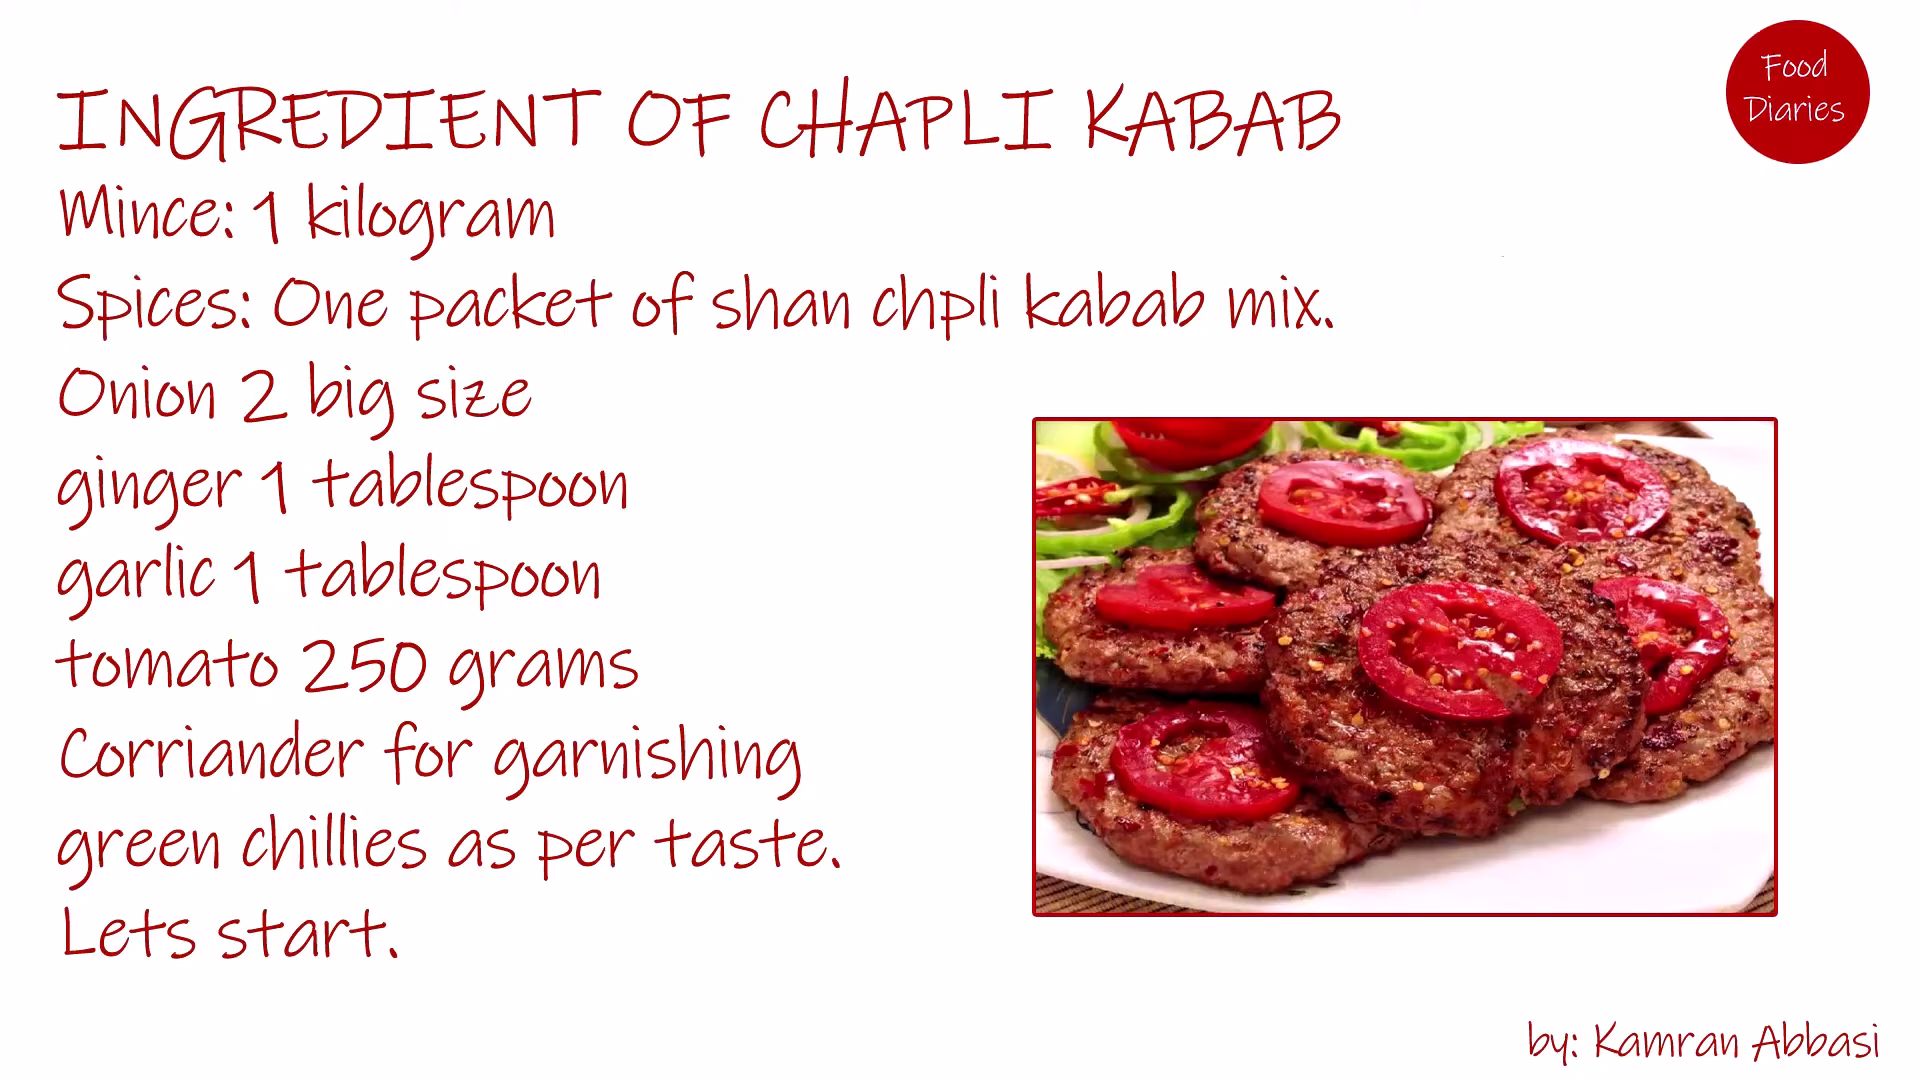 Food
Diaries
INGREDIENT OF CHAPLI KABAB
Mince: 1 kilogram
Spices: One packet of shan chpli kabab mix.
Onion 2 big size
ginger 1 tablespoon
garlic 1 tablespoon
tomato 250 grams
Corriander for garnishing
green chillies as per taste.
Lets start.
by: Kamran Abbasi